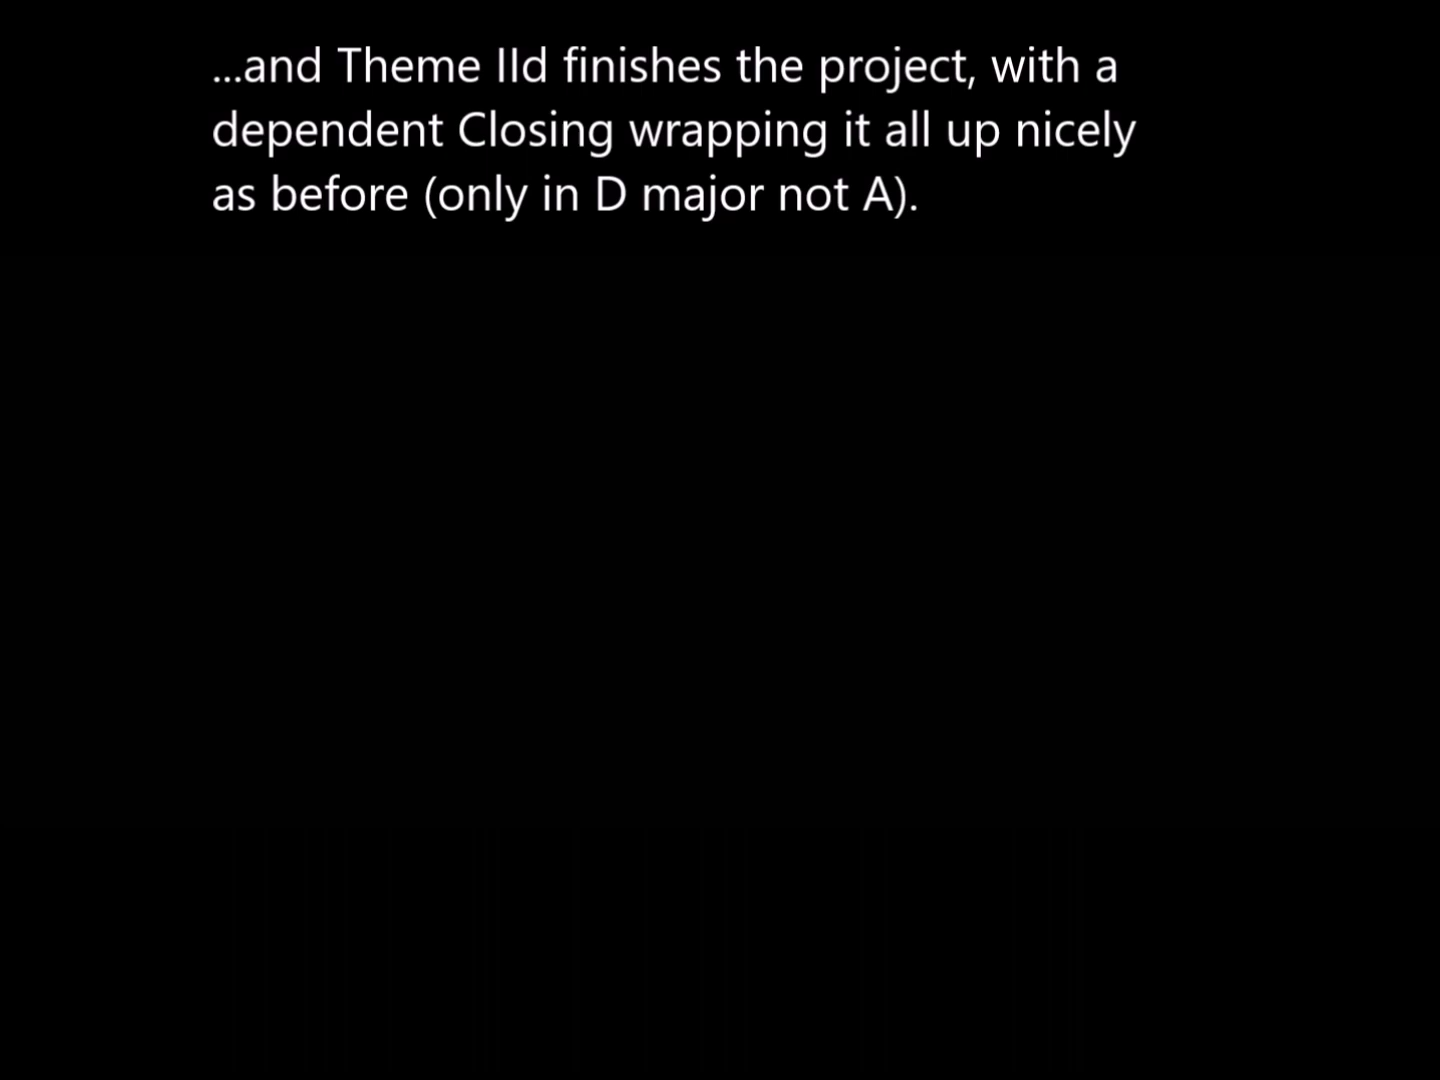 ...and Theme IId finishes the project, with a
dependent Closing wrapping it all up nicely
as before (only in D major not A).